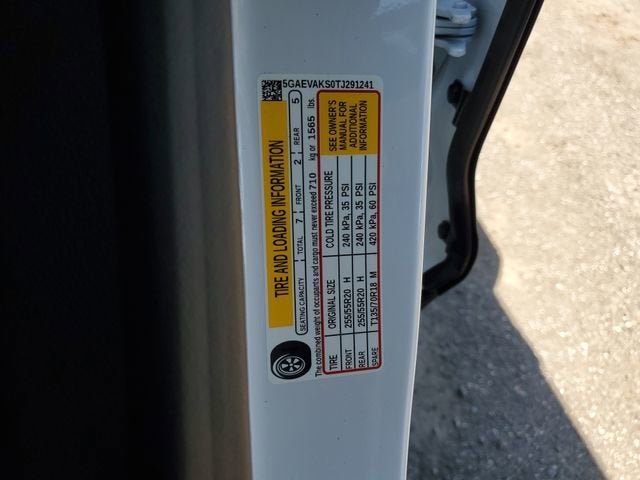 5GAEVAKS0TJ291241
TIRE AND LOADING INFORMATION
SEATING CAPACITY TOTAL 7 FRONT 2 REAR 5
The combined weight of occupants and cargo must never exceed 710 kg or 1565 lbs.
TIRE ORIGINAL SIZE COLD TIRE PRESSURE
FRONT 255/55R20 H 240 kPa, 35 PSI
REAR 255/55R20 H 240 kPa, 35 PSI
SPARE T135/70R18 M 420 kPa, 60 PSI
SEE OWNER'S
MANUAL FOR
ADDITIONAL
INFORMATION